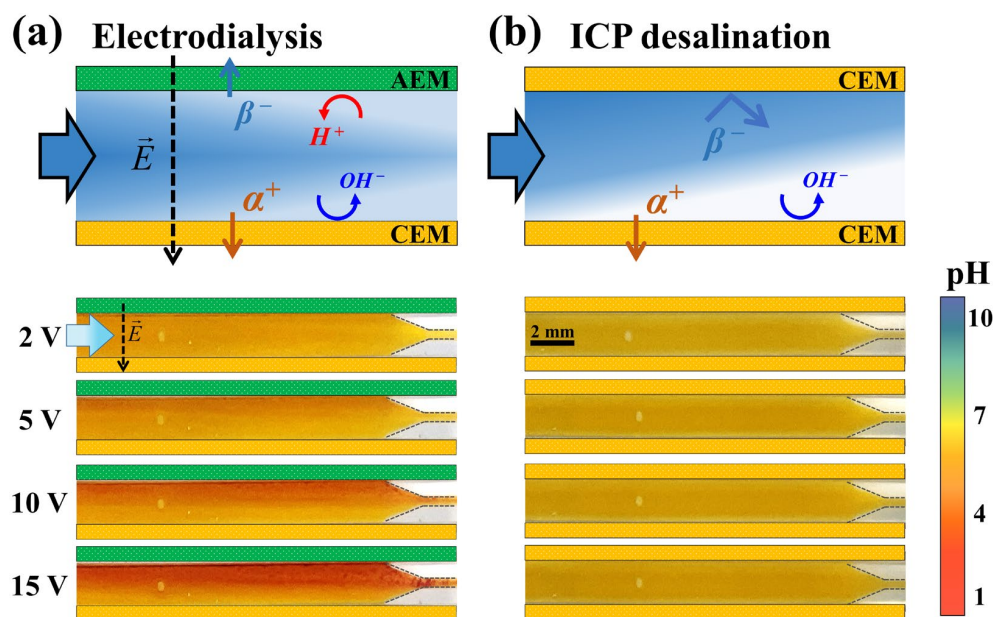 (a) Electrodialysis
AEM
β⁻
H⁺
E⃗
α⁺
OH⁻
CEM
(b) ICP desalination
CEM
β⁻
α⁺
OH⁻
CEM
2 V
E⃗
5 V
10 V
15 V
2 mm
pH
10
7
4
1